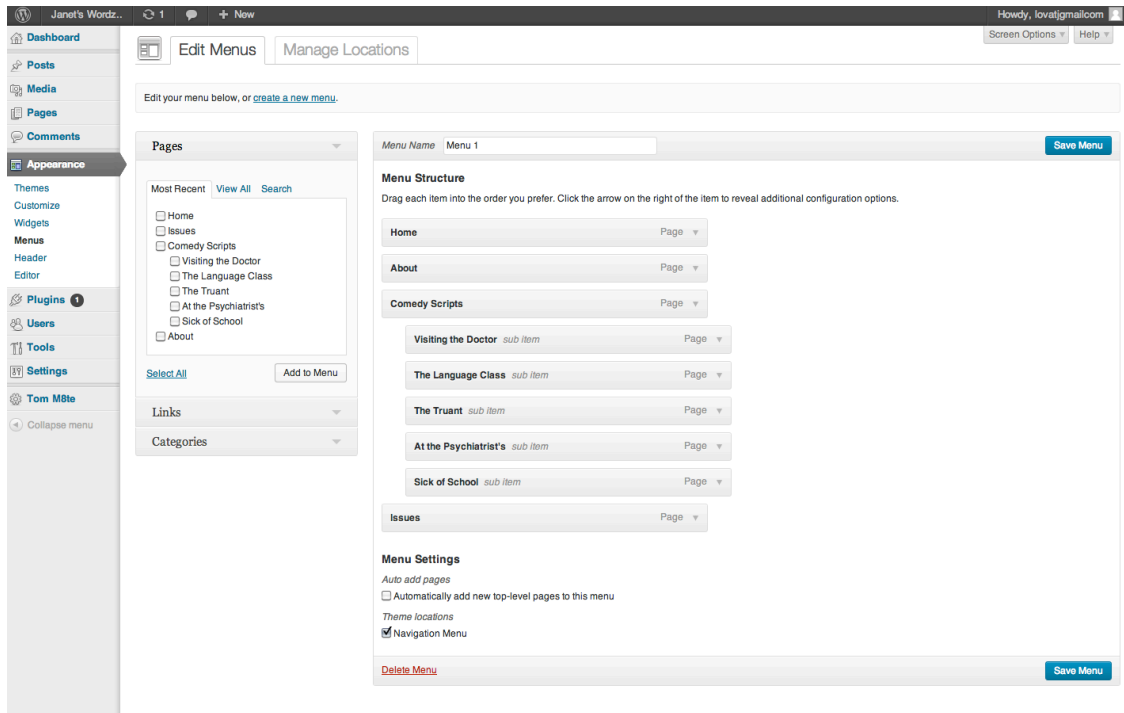 Janet's Wordz.. 1 + New Howdy, lovatjgmailcom
Screen Options Help
Dashboard
Posts
Media
Pages
Comments
Appearance
Themes
Customize
Widgets
Menus
Header
Editor
Plugins 1
Users
Tools
Settings
Tom M8te
Collapse menu
Edit Menus Manage Locations
Edit your menu below, or create a new menu.
Pages
Most Recent View All Search
Home
Issues
Comedy Scripts
Visiting the Doctor
The Language Class
The Truant
At the Psychiatrist's
Sick of School
About
Select All Add to Menu
Links
Categories
Menu Name Menu 1 Save Menu
Menu Structure
Drag each item into the order you prefer. Click the arrow on the right of the item to reveal additional configuration options.
Home Page
About Page
Comedy Scripts Page
Visiting the Doctor sub item Page
The Language Class sub item Page
The Truant sub item Page
At the Psychiatrist's sub item Page
Sick of School sub item Page
Issues Page
Menu Settings
Auto add pages
Automatically add new top-level pages to this menu
Theme locations
Navigation Menu
Delete Menu Save Menu